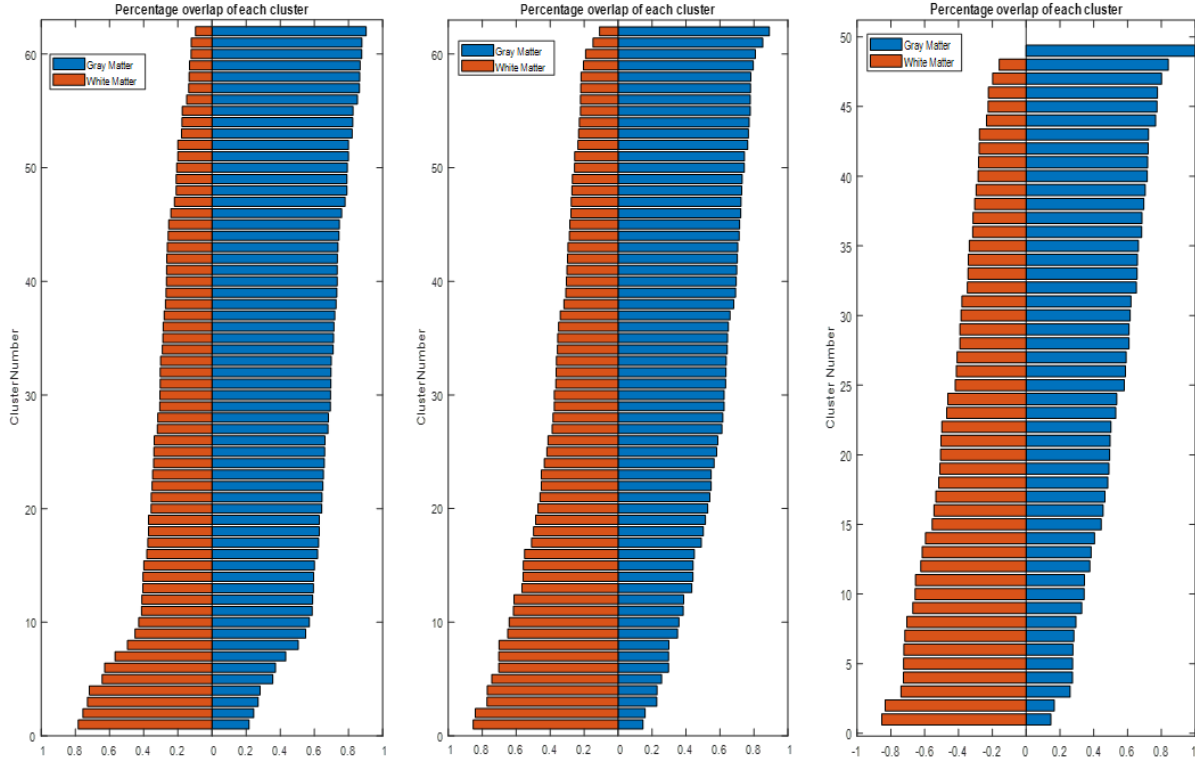 Percentage overlap of each cluster
Gray Matter
White Matter
ClusterNumber
60
50
40
30
20
10
0
1 0.8 0.6 0.4 0.2 0 0.2 0.4 0.6 0.8 1
Percentage overlap of each cluster
Gray Matter
White Matter
ClusterNumber
60
50
40
30
20
10
0
1 0.8 0.6 0.4 0.2 0 0.2 0.4 0.6 0.8 1
Percentage overlap of each cluster
Gray Matter
White Matter
Cluster Number
50
45
40
35
30
25
20
15
10
5
0
-1 -0.8 -0.6 -0.4 -0.2 0 0.2 0.4 0.6 0.8 1